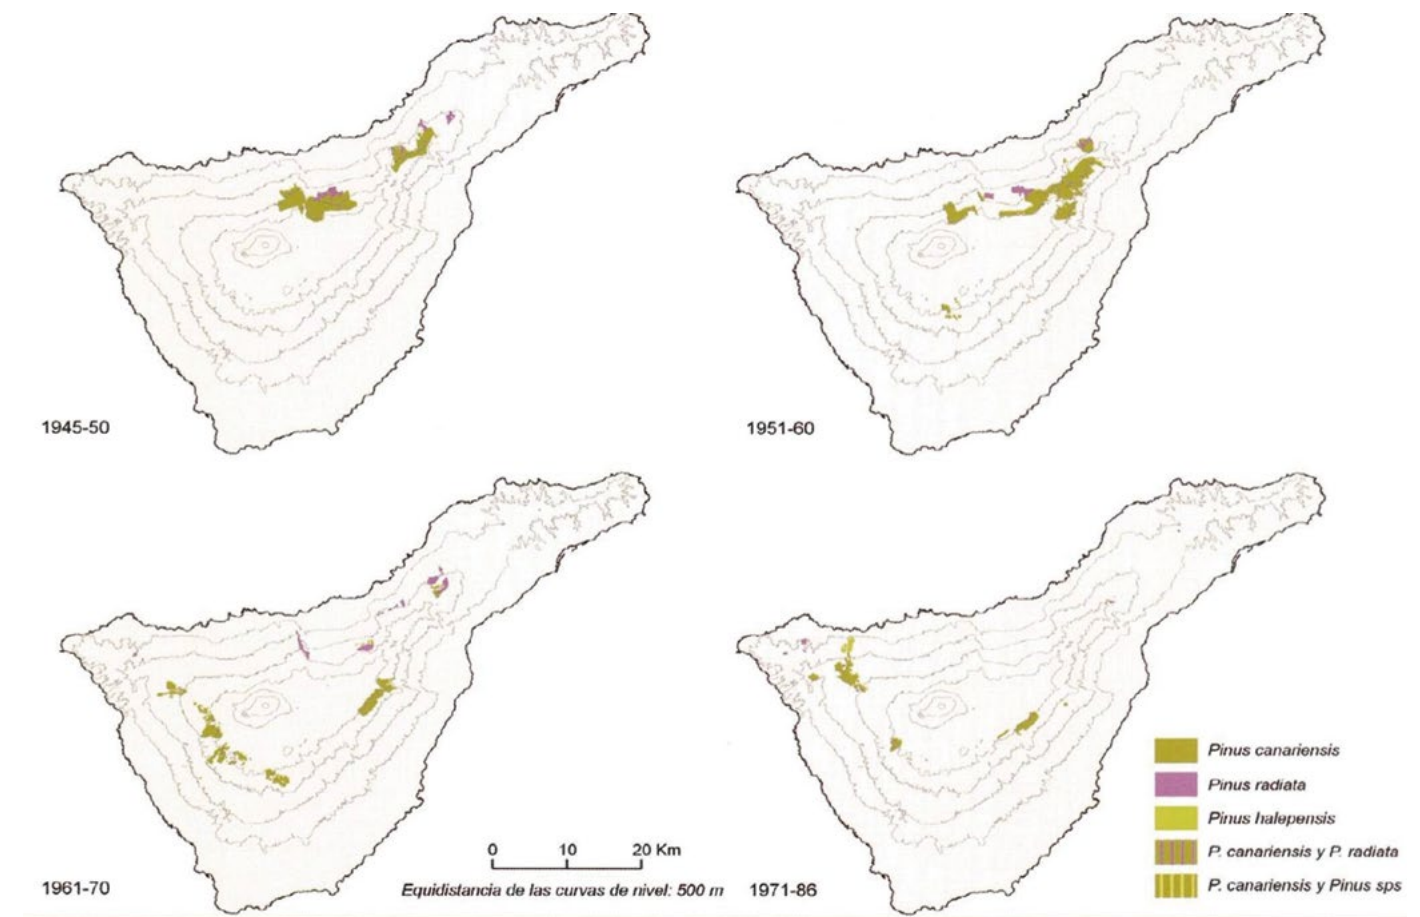 1945-50
1951-60
1961-70
0 10 20 Km
Equidistancia de las curvas de nivel: 500 m
1971-86
Pinus canariensis
Pinus radiata
Pinus halepensis
P. canariensis y P. radiata
P. canariensis y Pinus sps